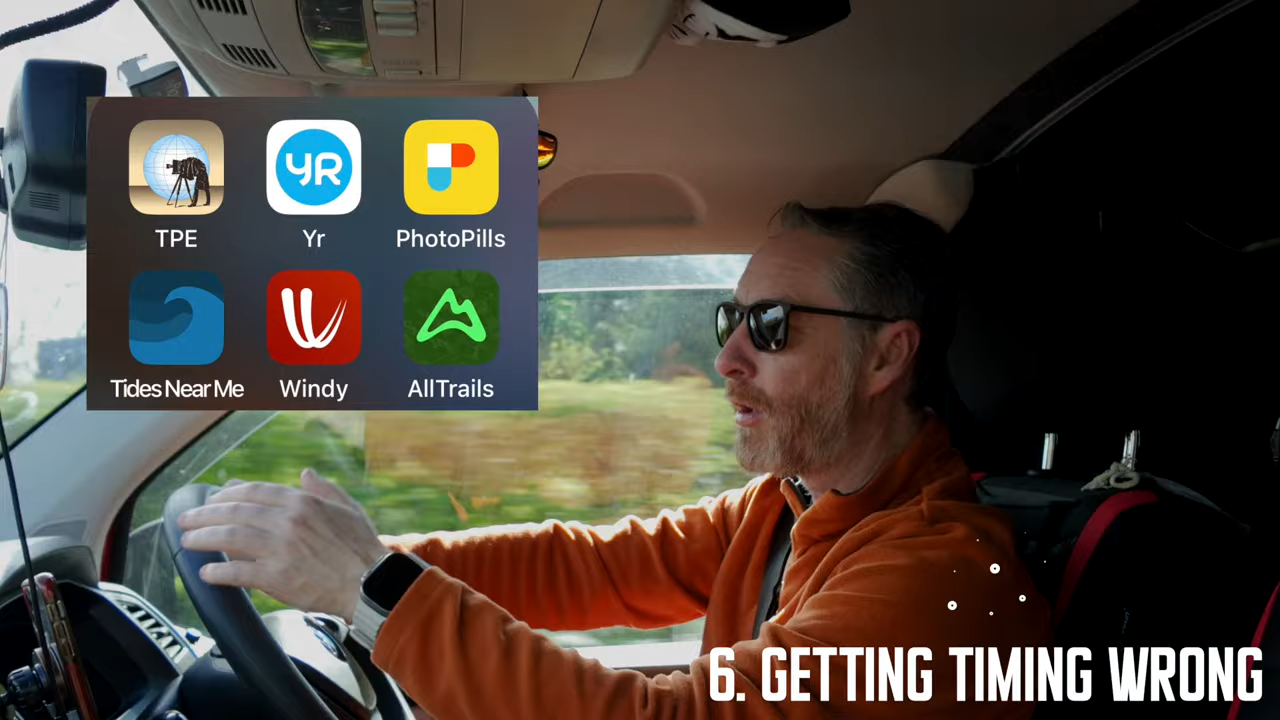 YR
TPE
Yr
PhotoPills
Tides Near Me
Windy
AllTrails
6. GETTING TIMING WRONG